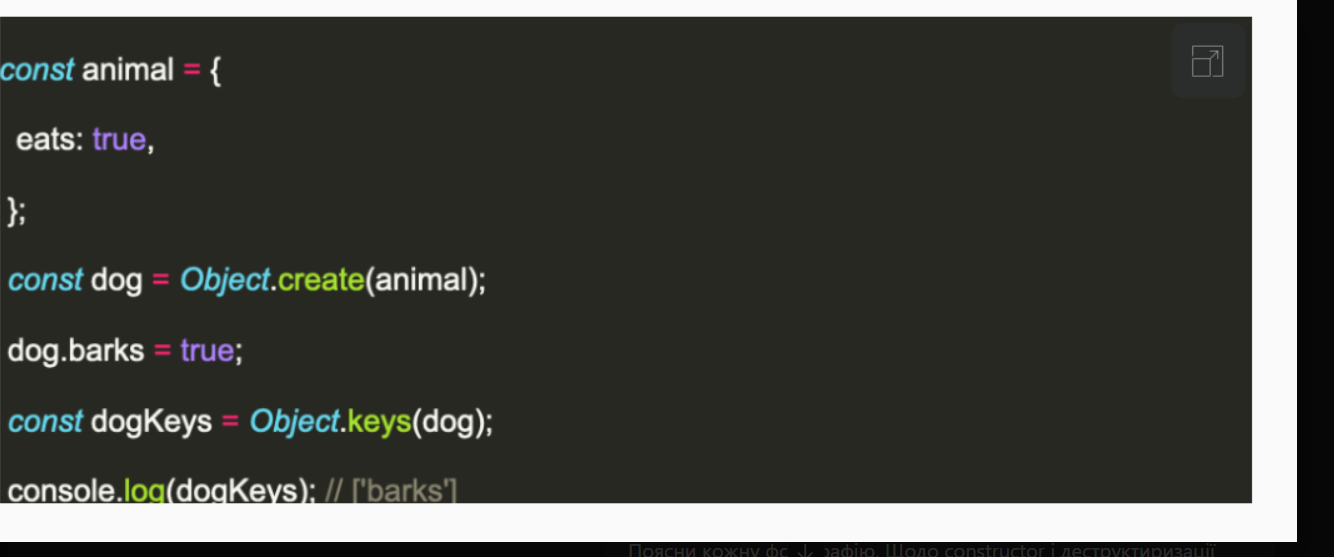 const animal = {
eats: true,
};
const dog = Object.create(animal);
dog.barks = true;
const dogKeys = Object.keys(dog);
console.log(dogKeys); // ['barks']
Поясни кожну фс рафію. Щодо constructor і деструктиризації